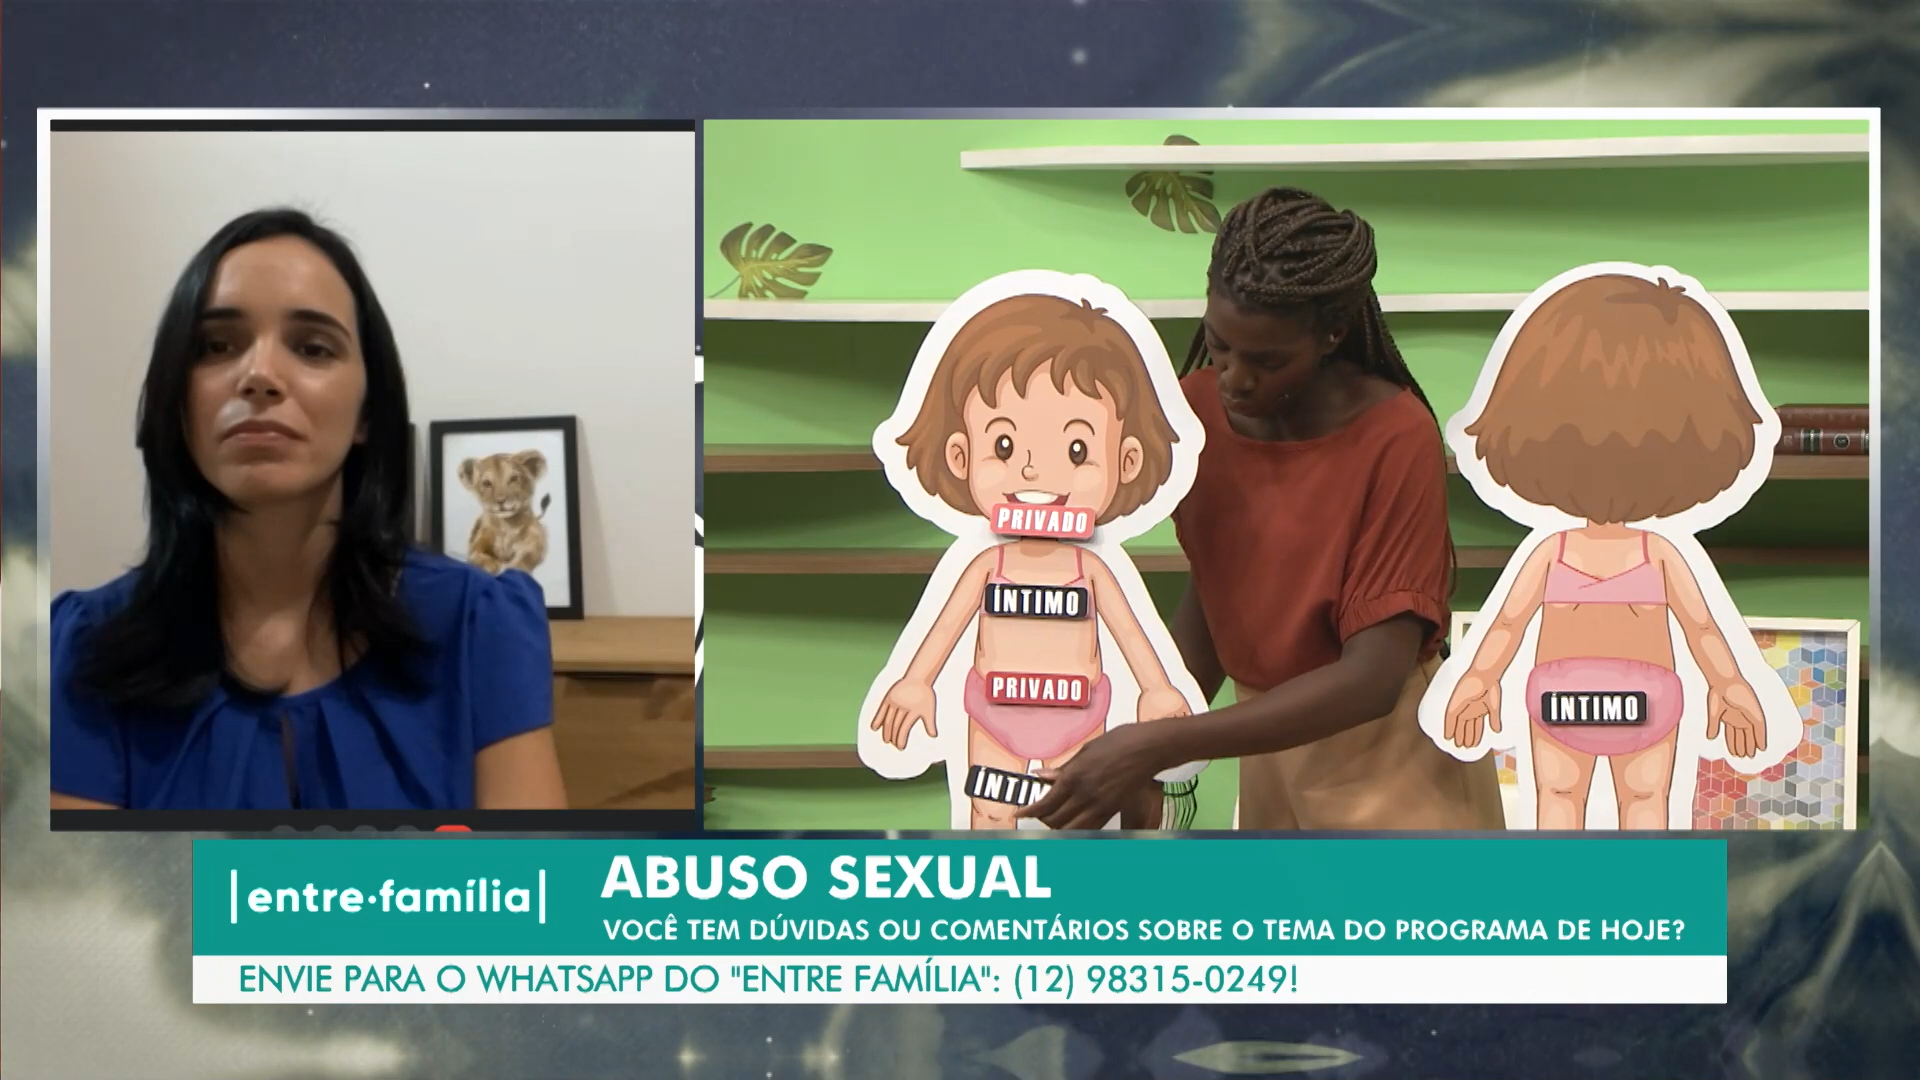 PRIVADO
ÍNTIMO
PRIVADO
ÍNTIMO
ÍNTIM
|entre·família|
ABUSO SEXUAL
VOCÊ TEM DÚVIDAS OU COMENTÁRIOS SOBRE O TEMA DO PROGRAMA DE HOJE?
ENVIE PARA O WHATSAPP DO "ENTRE FAMÍLIA": (12) 98315-0249!